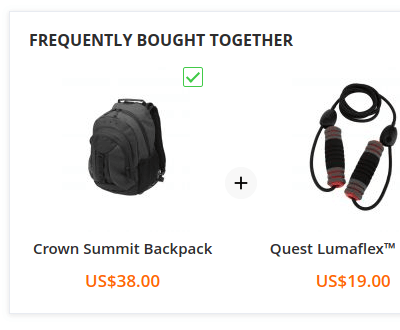 FREQUENTLY BOUGHT TOGETHER
+
Crown Summit Backpack
Quest Lumaflex™
US$38.00
US$19.00